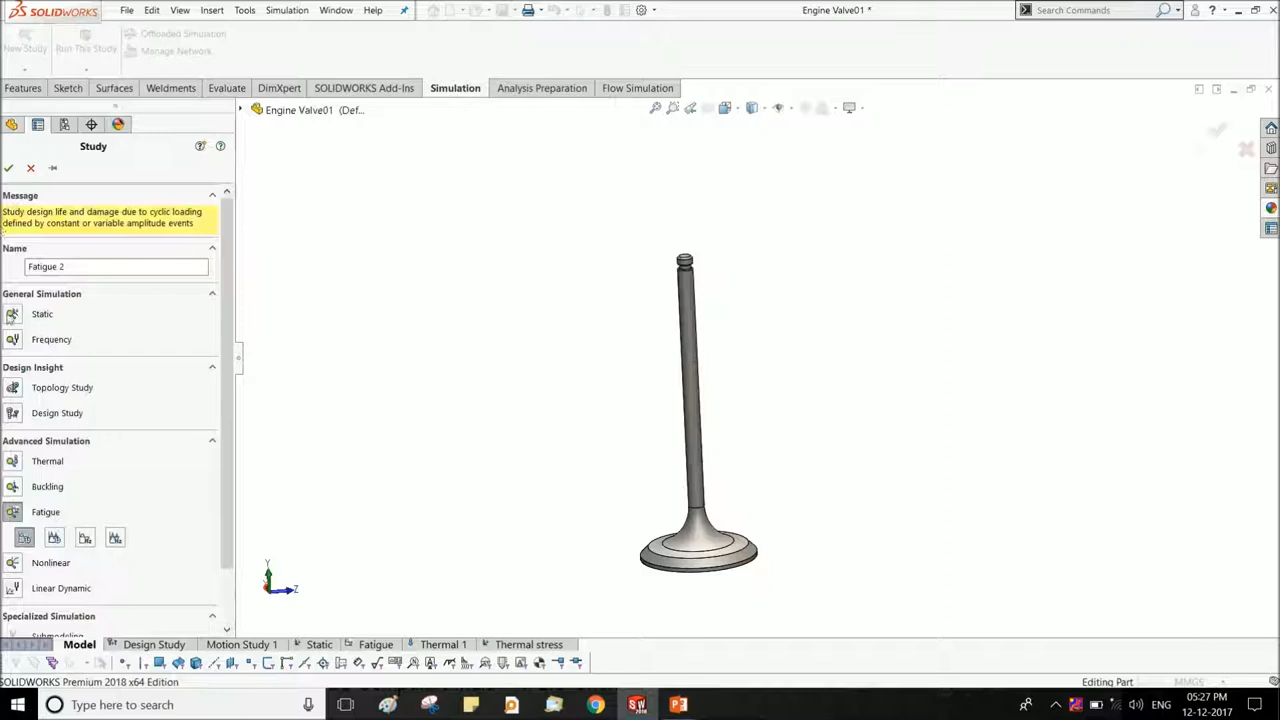 SOLIDWORKS
File Edit View Insert Tools Simulation Window Help
Engine Valve01 *
Search Commands
New Study
Run This Study
Offloaded Simulation
Manage Network
Features Sketch Surfaces Weldments Evaluate DimXpert SOLIDWORKS Add-Ins Simulation Analysis Preparation Flow Simulation
Engine Valve01 (Def...
Study
Message
Study design life and damage due to cyclic loading
defined by constant or variable amplitude events
Name
Fatigue 2
General Simulation
Static
Frequency
Design Insight
Topology Study
Design Study
Advanced Simulation
Thermal
Buckling
Fatigue
Nonlinear
Linear Dynamic
Specialized Simulation
Submodeling
Y
Z
Model Design Study Motion Study 1 Static Fatigue Thermal 1 Thermal stress
SOLIDWORKS Premium 2018 x64 Edition
Editing Part
MMGS
Type here to search
ENG
05:27 PM
12-12-2017